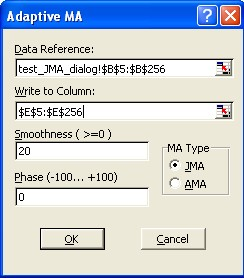 Adaptive MA
Data Reference:
test_JMA_dialog!$B$5:$B$256
Write to Column:
$E$5:$E$256
Smoothness ( >=0 )
20
MA Type
JMA
AMA
Phase (-100... +100)
0
OK
Cancel